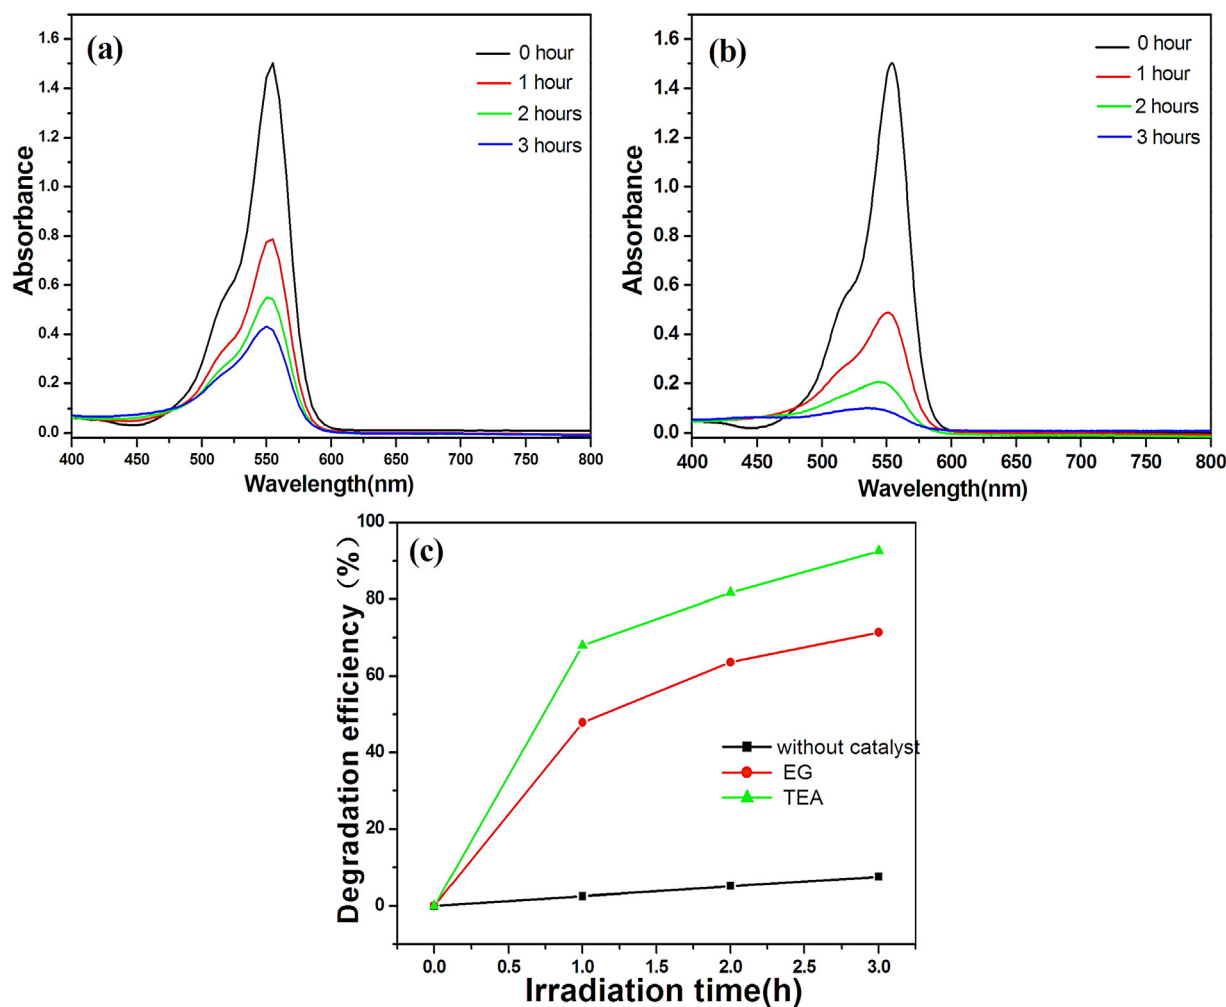 (a)
0 hour
1 hour
2 hours
3 hours
1.6
1.4
1.2
1.0
0.8
0.6
0.4
0.2
0.0
Absorbance
400 450 500 550 600 650 700 750 800
Wavelength(nm)
(b)
0 hour
1 hour
2 hours
3 hours
1.6
1.4
1.2
1.0
0.8
0.6
0.4
0.2
0.0
Absorbance
400 450 500 550 600 650 700 750 800
Wavelength(nm)
(c)
100
80
60
40
20
0
Degradation efficiency (%)
without catalyst
EG
TEA
0.0 0.5 1.0 1.5 2.0 2.5 3.0
Irradiation time(h)